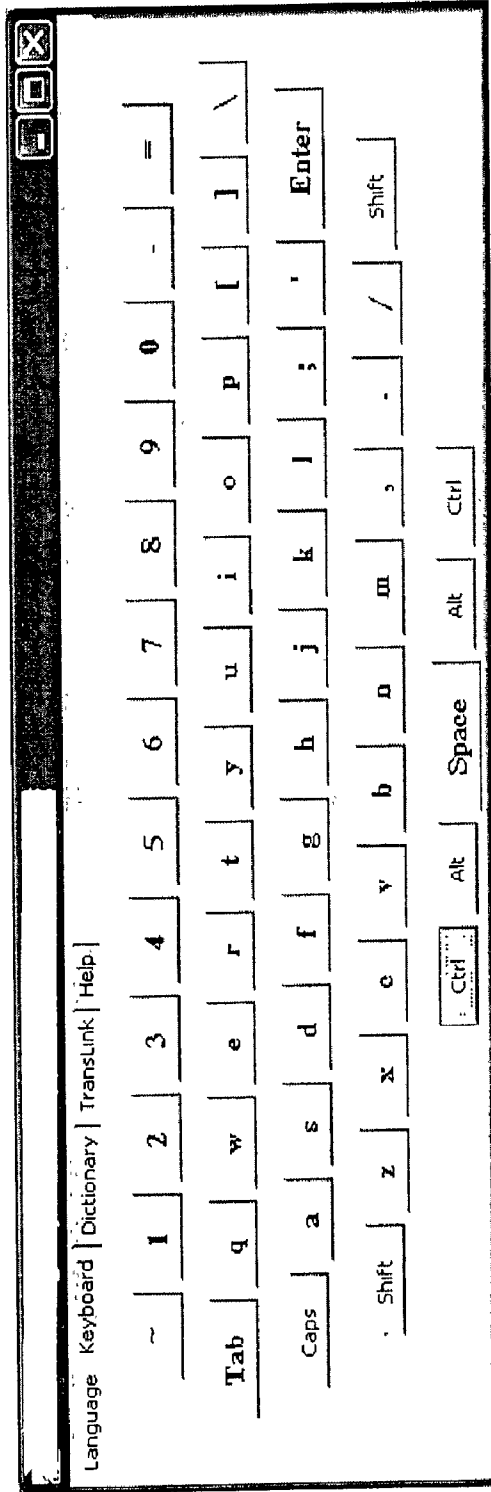 Language Keyboard | Dictionary | TransLink | Help |
~ 1 2 3 4 5 6 7 8 9 0 - =
Tab q w e r t y u i o p [ ] \
Caps a s d f g h j k l ; ' Enter
Shift z x c v b n m , . / Shift
Ctrl Alt Space Alt Ctrl